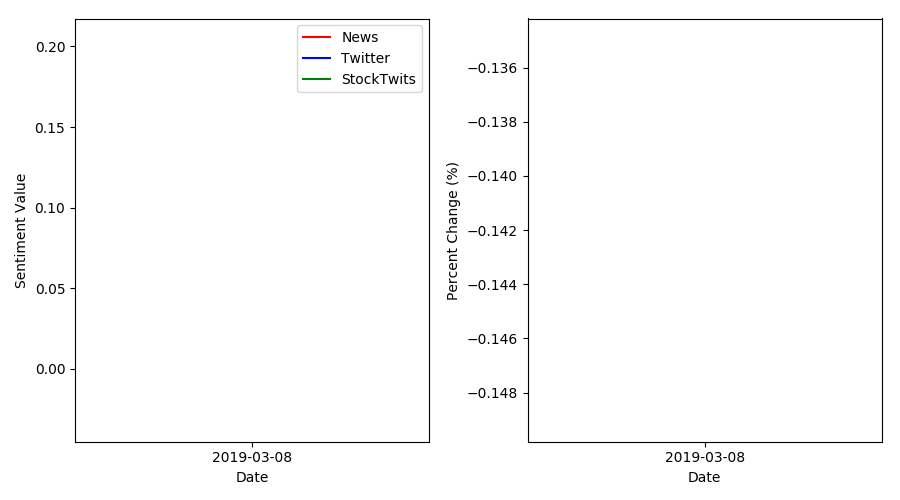 0.20
0.15
0.10
0.05
0.00
Sentiment Value
2019-03-08
Date
News
Twitter
StockTwits
−0.136
−0.138
−0.140
−0.142
−0.144
−0.146
−0.148
Percent Change (%)
2019-03-08
Date